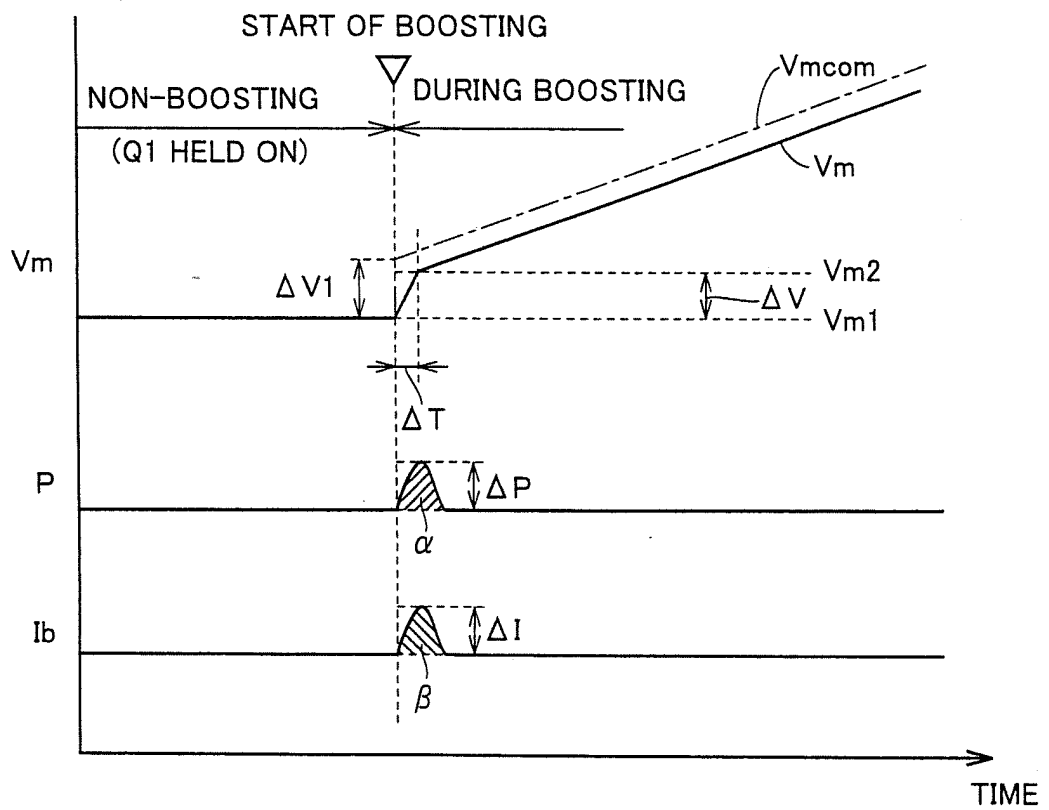 START OF BOOSTING
NON-BOOSTING
DURING BOOSTING
(Q1 HELD ON)
Vmcom
Vm
Vm
ΔV1
Vm2
ΔV
Vm1
ΔT
P
ΔP
α
Ib
ΔI
β
TIME